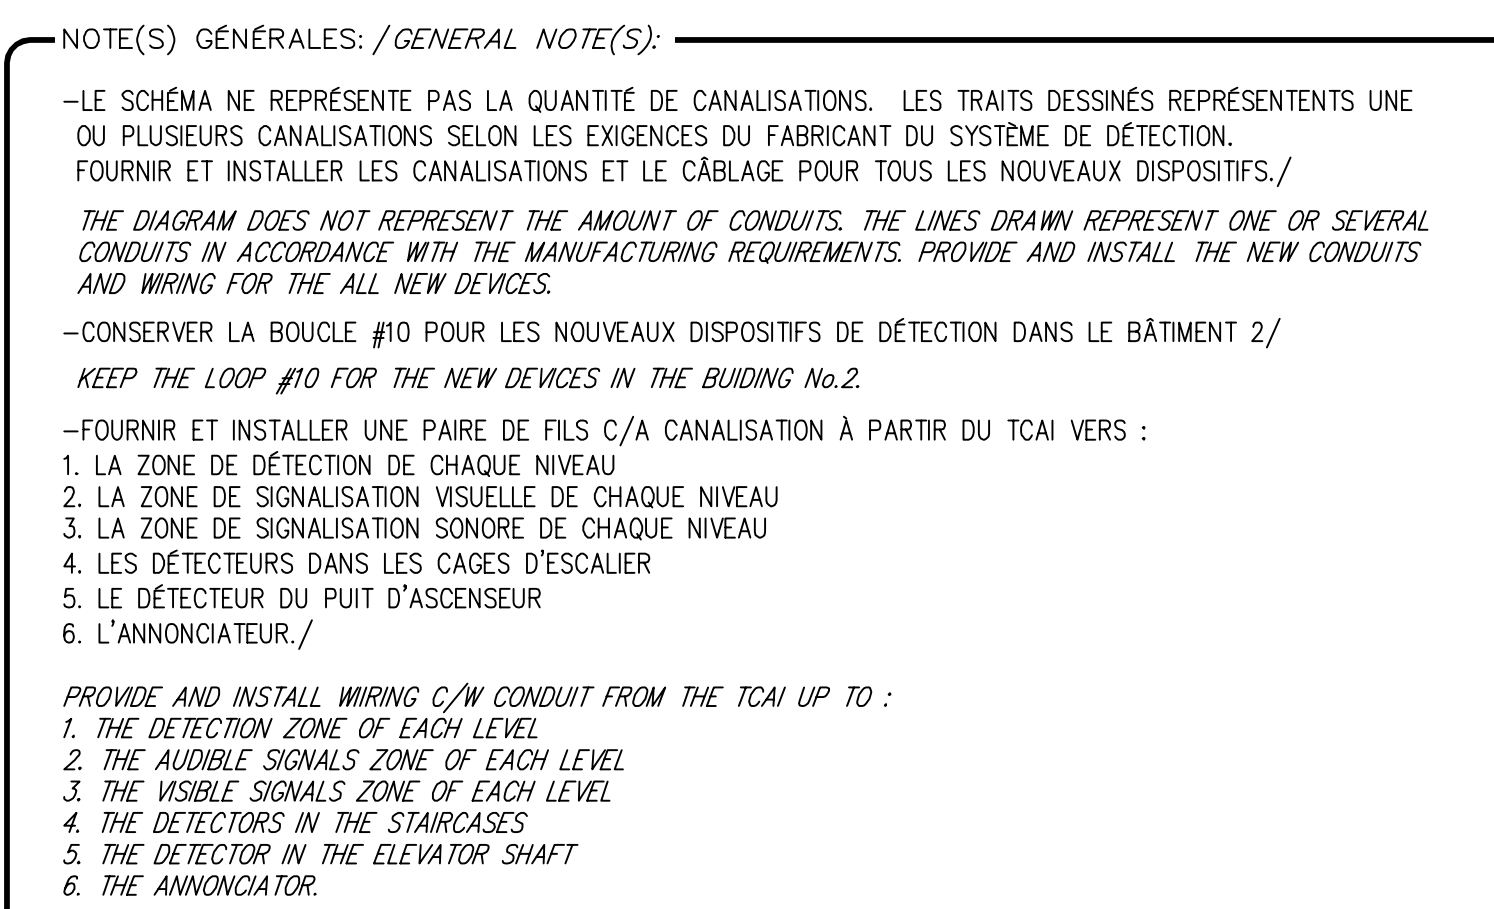 NOTE(S) GÉNÉRALES: / GENERAL NOTE(S):
-LE SCHÉMA NE REPRÉSENTE PAS LA QUANTITÉ DE CANALISATIONS. LES TRAITS DESSINÉS REPRÉSENTENTS UNE
OU PLUSIEURS CANALISATIONS SELON LES EXIGENCES DU FABRICANT DU SYSTÈME DE DÉTECTION.
FOURNIR ET INSTALLER LES CANALISATIONS ET LE CÂBLAGE POUR TOUS LES NOUVEAUX DISPOSITIFS./
THE DIAGRAM DOES NOT REPRESENT THE AMOUNT OF CONDUITS. THE LINES DRAWN REPRESENT ONE OR SEVERAL
CONDUITS IN ACCORDANCE WITH THE MANUFACTURING REQUIREMENTS. PROVIDE AND INSTALL THE NEW CONDUITS
AND WIRING FOR THE ALL NEW DEVICES.
-CONSERVER LA BOUCLE #10 POUR LES NOUVEAUX DISPOSITIFS DE DÉTECTION DANS LE BÂTIMENT 2/
KEEP THE LOOP #10 FOR THE NEW DEVICES IN THE BUIDING No.2.
-FOURNIR ET INSTALLER UNE PAIRE DE FILS C/A CANALISATION À PARTIR DU TCAI VERS :
1. LA ZONE DE DÉTECTION DE CHAQUE NIVEAU
2. LA ZONE DE SIGNALISATION VISUELLE DE CHAQUE NIVEAU
3. LA ZONE DE SIGNALISATION SONORE DE CHAQUE NIVEAU
4. LES DÉTECTEURS DANS LES CAGES D'ESCALIER
5. LE DÉTECTEUR DU PUIT D'ASCENSEUR
6. L'ANNONCIATEUR./
PROVIDE AND INSTALL WIRING C/W CONDUIT FROM THE TCAI UP TO :
1. THE DETECTION ZONE OF EACH LEVEL
2. THE AUDIBLE SIGNALS ZONE OF EACH LEVEL
3. THE VISIBLE SIGNALS ZONE OF EACH LEVEL
4. THE DETECTORS IN THE STAIRCASES
5. THE DETECTOR IN THE ELEVATOR SHAFT
6. THE ANNONCIATOR.